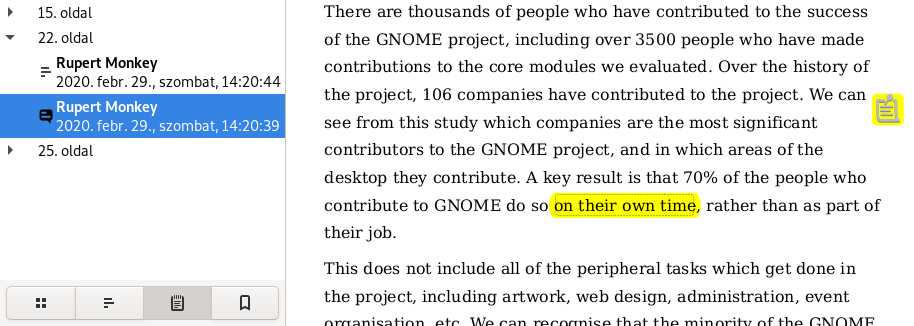 15. oldal
22. oldal
Rupert Monkey
2020. febr. 29., szombat, 14:20:44
Rupert Monkey
2020. febr. 29., szombat, 14:20:39
25. oldal
There are thousands of people who have contributed to the success
of the GNOME project, including over 3500 people who have made
contributions to the core modules we evaluated. Over the history of
the project, 106 companies have contributed to the project. We can
see from this study which companies are the most significant
contributors to the GNOME project, and in which areas of the
desktop they contribute. A key result is that 70% of the people who
contribute to GNOME do so on their own time, rather than as part of
their job.
This does not include all of the peripheral tasks which get done in
the project, including artwork, web design, administration, event
organisation, etc. We can recognise that the minority of the GNOME